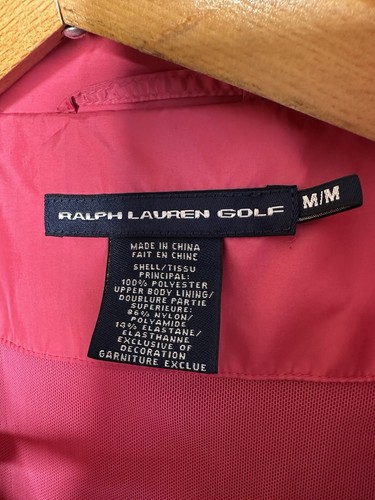 RALPH LAUREN GOLF
M/M
MADE IN CHINA
FAIT EN CHINE
SHELL/TISSU
PRINCIPAL:
100% POLYESTER
UPPER BODY LINING/
DOUBLURE PARTIE
SUPERIEURE:
86% NYLON/
POLYAMIDE
14% ELASTANE/
ELASTHANNE
EXCLUSIVE OF
DECORATION
GARNITURE EXCLUE